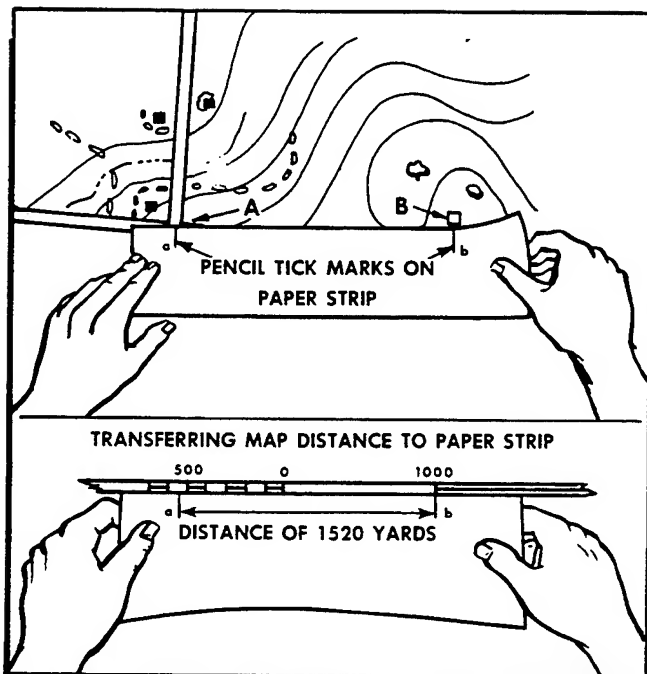 A
B
a
b
PENCIL TICK MARKS ON
PAPER STRIP
TRANSFERRING MAP DISTANCE TO PAPER STRIP
500 0 1000
a
b
DISTANCE OF 1520 YARDS